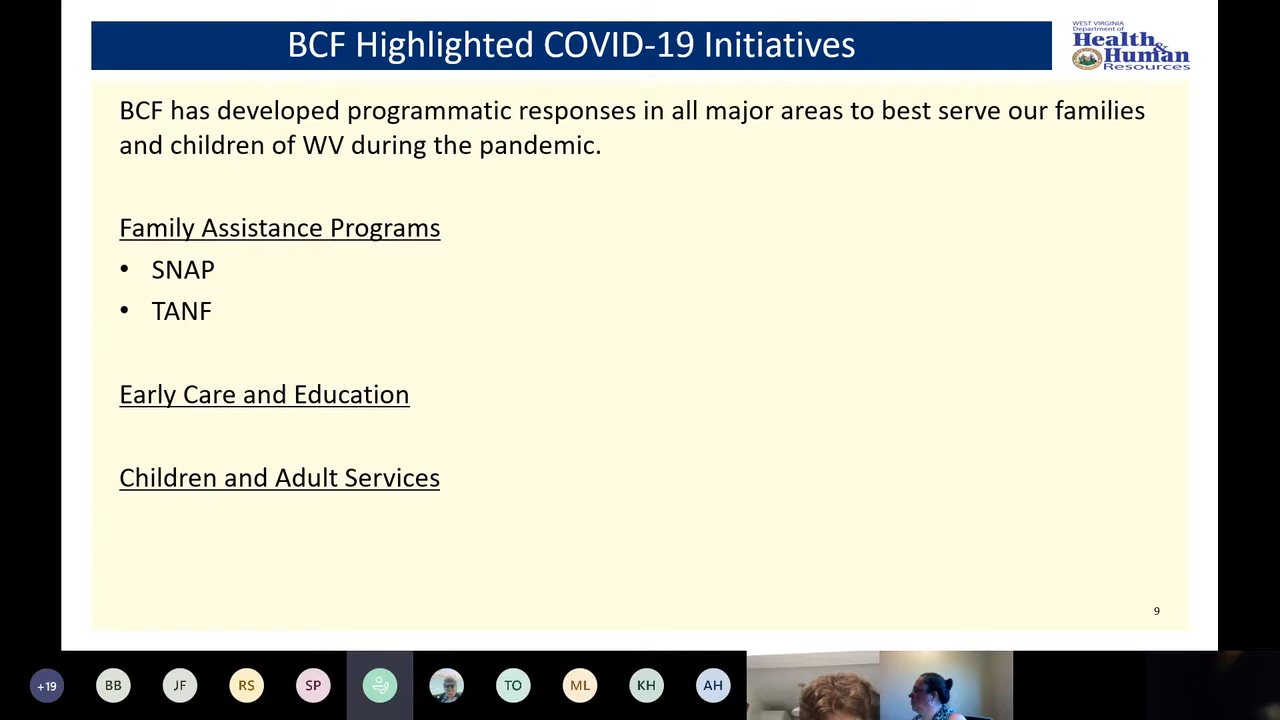 BCF Highlighted COVID-19 Initiatives
WEST VIRGINIA
Department of
Health &
Human
Resources
BCF has developed programmatic responses in all major areas to best serve our families
and children of WV during the pandemic.
Family Assistance Programs
• SNAP
• TANF
Early Care and Education
Children and Adult Services
9
+19 BB JF RS SP TO ML KH AH